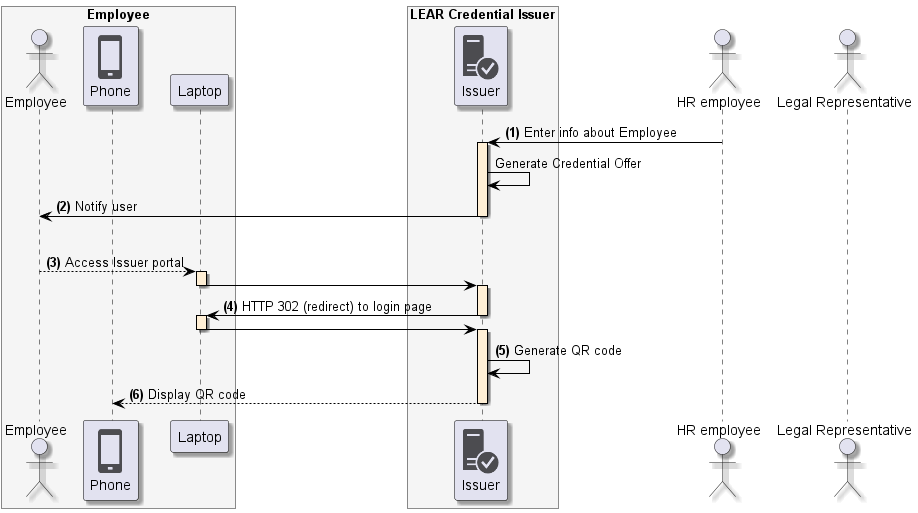 Employee
LEAR Credential Issuer
Employee
Phone
Laptop
Issuer
HR employee
Legal Representative
(1) Enter info about Employee
Generate Credential Offer
(2) Notify user
(3) Access Issuer portal
(4) HTTP 302 (redirect) to login page
(5) Generate QR code
(6) Display QR code
Employee
Phone
Laptop
Issuer
HR employee
Legal Representative